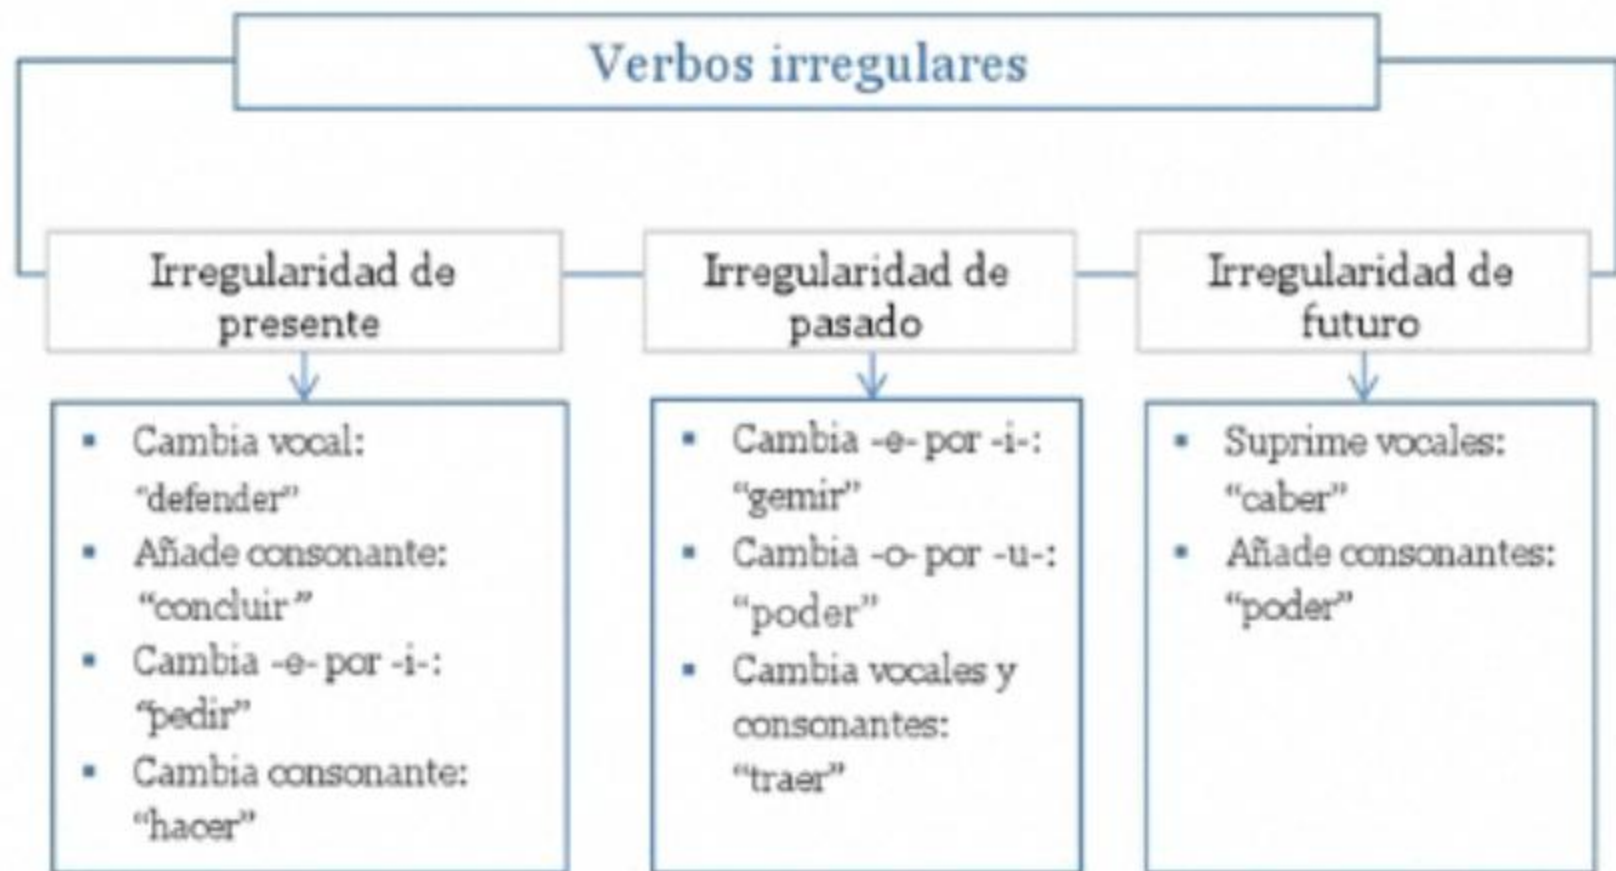 Verbos irregulares
Irregularidad de
presente
Cambia vocal:
“defender”
Añade consonante:
“concluir”
Cambia -e- por -i-:
“pedir”
Cambia consonante:
“hacer”
Irregularidad de
pasado
Cambia -e- por -i-:
“gemir”
Cambia -o- por -u-:
“poder”
Cambia vocales y
consonantes:
“traer”
Irregularidad de
futuro
Suprime vocales:
“caber”
Añade consonantes:
“poder”